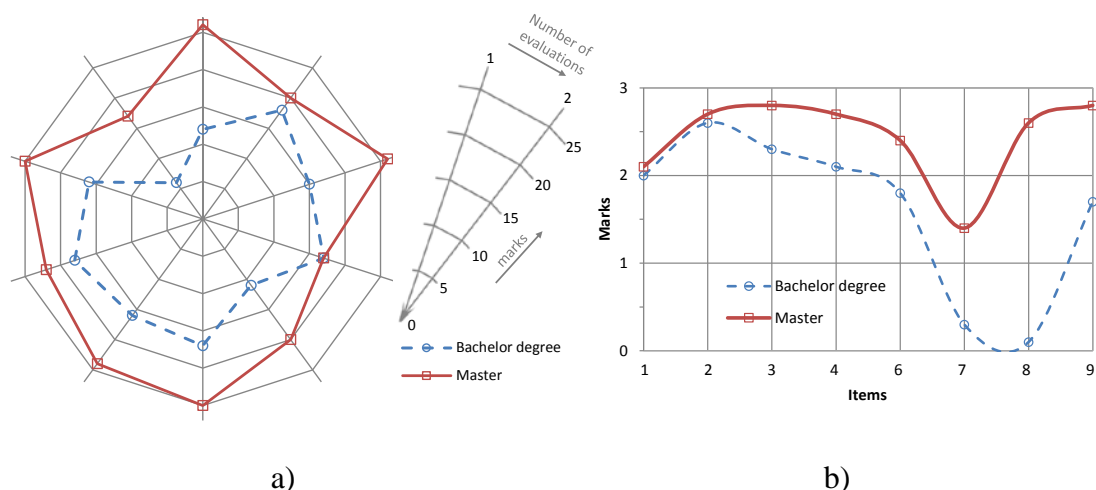 Number of
evaluations
1
2
25
20
15
10
5
0
marks
Bachelor degree
Master
a)
3
2
1
0
Marks
Bachelor degree
Master
1 2 3 4 6 7 8 9
Items
b)